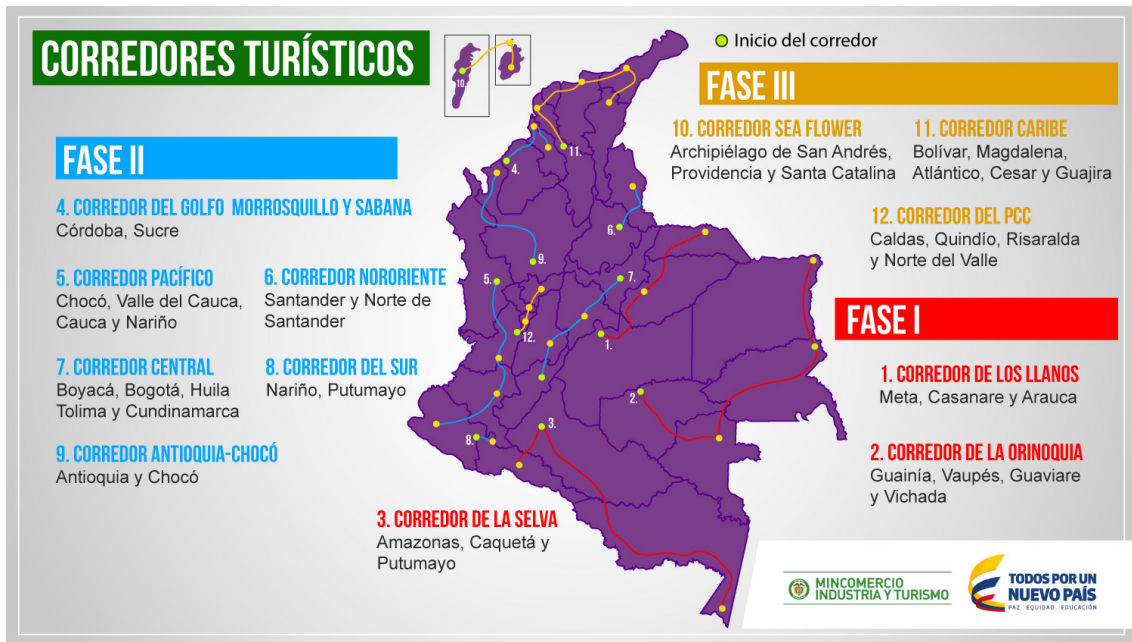 CORREDORES TURÍSTICOS
Inicio del corredor
FASE III
10. CORREDOR SEA FLOWER
Archipiélago de San Andrés,
Providencia y Santa Catalina
11. CORREDOR CARIBE
Bolívar, Magdalena,
Atlántico, Cesar y Guajira
12. CORREDOR DEL PCC
Caldas, Quindío, Risaralda
y Norte del Valle
FASE II
4. CORREDOR DEL GOLFO MORROSQUILLO Y SABANA
Córdoba, Sucre
5. CORREDOR PACÍFICO
Chocó, Valle del Cauca,
Cauca y Nariño
6. CORREDOR NORORIENTE
Santander y Norte de
Santander
7. CORREDOR CENTRAL
Boyacá, Bogotá, Huila
Tolima y Cundinamarca
8. CORREDOR DEL SUR
Nariño, Putumayo
9. CORREDOR ANTIOQUIA-CHOCÓ
Antioquia y Chocó
FASE I
1. CORREDOR DE LOS LLANOS
Meta, Casanare y Arauca
2. CORREDOR DE LA ORINOQUIA
Guainía, Vaupés, Guaviare
y Vichada
3. CORREDOR DE LA SELVA
Amazonas, Caquetá y
Putumayo
10.
11.
4.
6.
9.
5.
7.
12.
1.
2.
3.
8.
MINCOMERCIO
INDUSTRIA Y TURISMO
TODOS POR UN
NUEVO PAÍS
PAZ EQUIDAD EDUCACIÓN